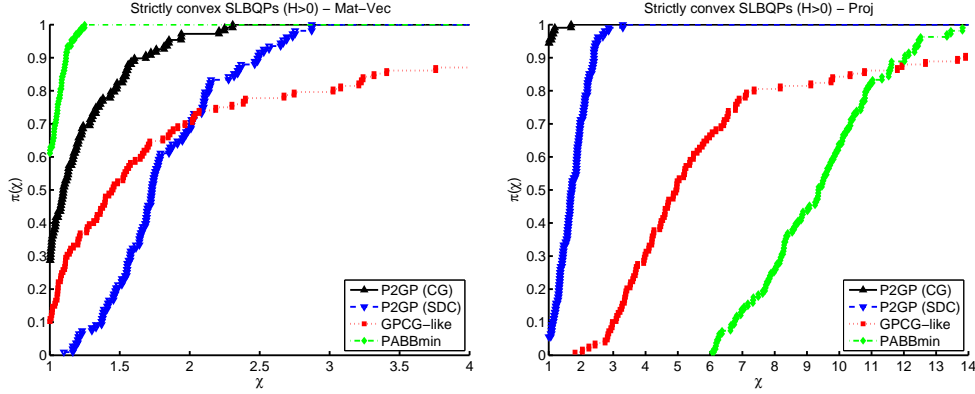 Strictly convex SLBQPs (H>0) – Mat–Vec
1
0.9
0.8
0.7
0.6
0.5
0.4
0.3
0.2
0.1
0
π(χ)
P2GP (CG)
P2GP (SDC)
GPCG–like
PABBmin
1 1.5 2 2.5 3 3.5 4
χ
Strictly convex SLBQPs (H>0) – Proj
1
0.9
0.8
0.7
0.6
0.5
0.4
0.3
0.2
0.1
0
π(χ)
P2GP (CG)
P2GP (SDC)
GPCG–like
PABBmin
1 2 3 4 5 6 7 8 9 10 11 12 13 14
χ